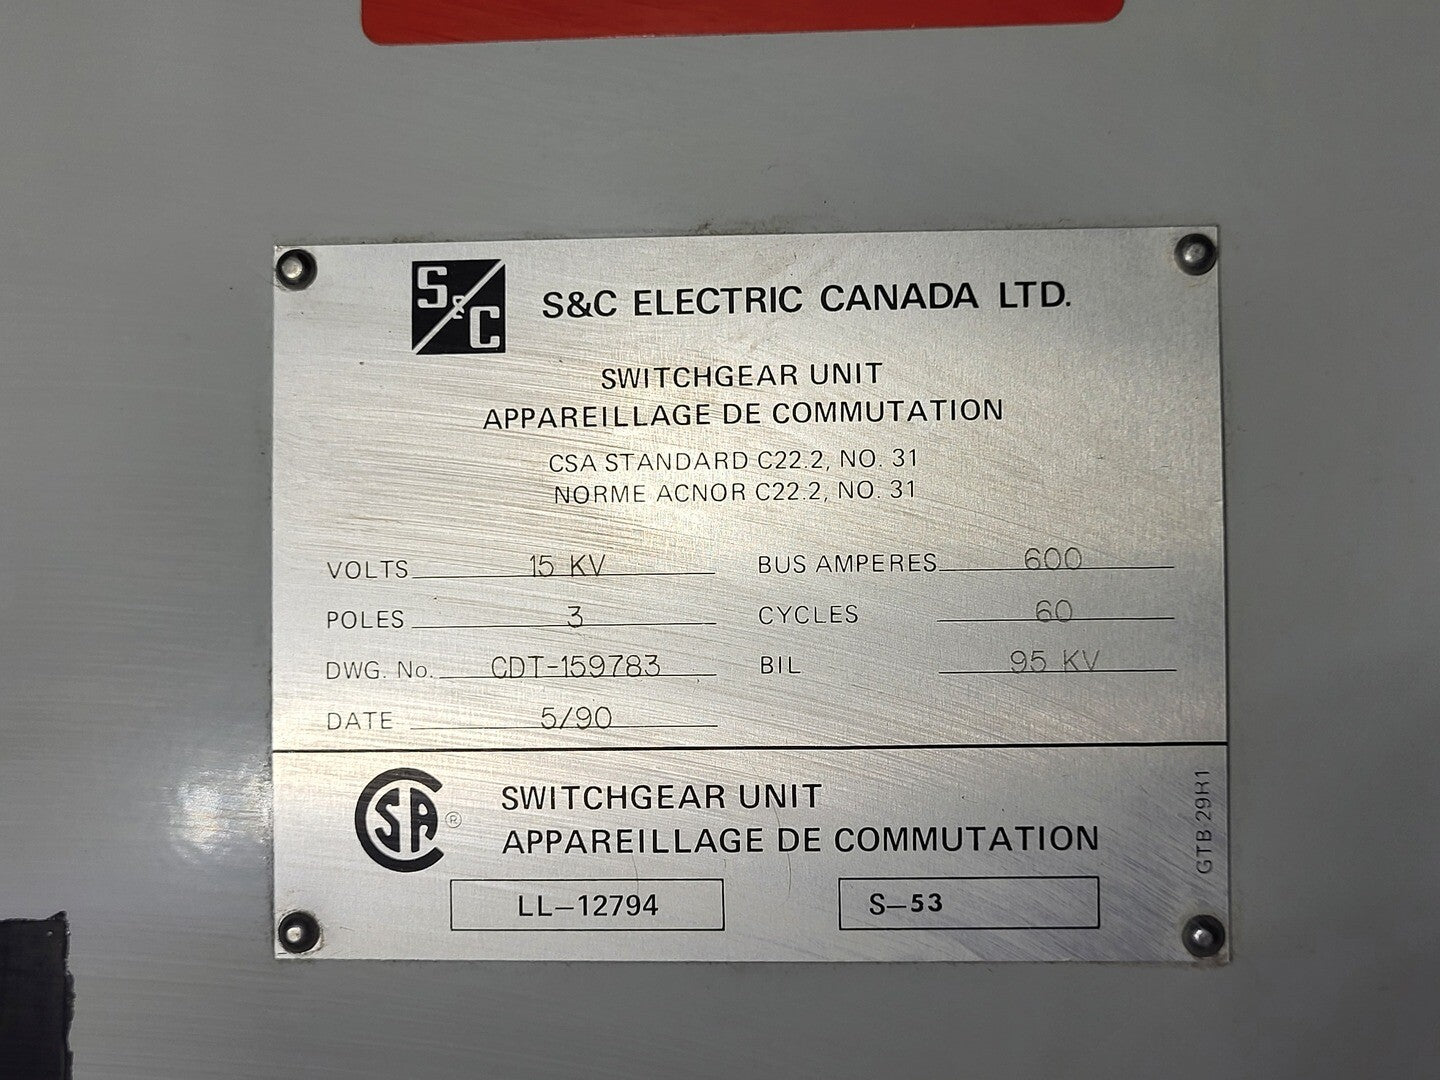 S&C
S&C ELECTRIC CANADA LTD.
SWITCHGEAR UNIT
APPAREILLAGE DE COMMUTATION
CSA STANDARD C22.2, NO. 31
NORME ACNOR C22.2, NO. 31
VOLTS 15 KV BUS AMPERES 600
POLES 3 CYCLES 60
DWG. No. CDT-159783 BIL 95 KV
DATE 5/90
CSA ®
SWITCHGEAR UNIT
APPAREILLAGE DE COMMUTATION
LL-12794 S-53
GTB 29R1